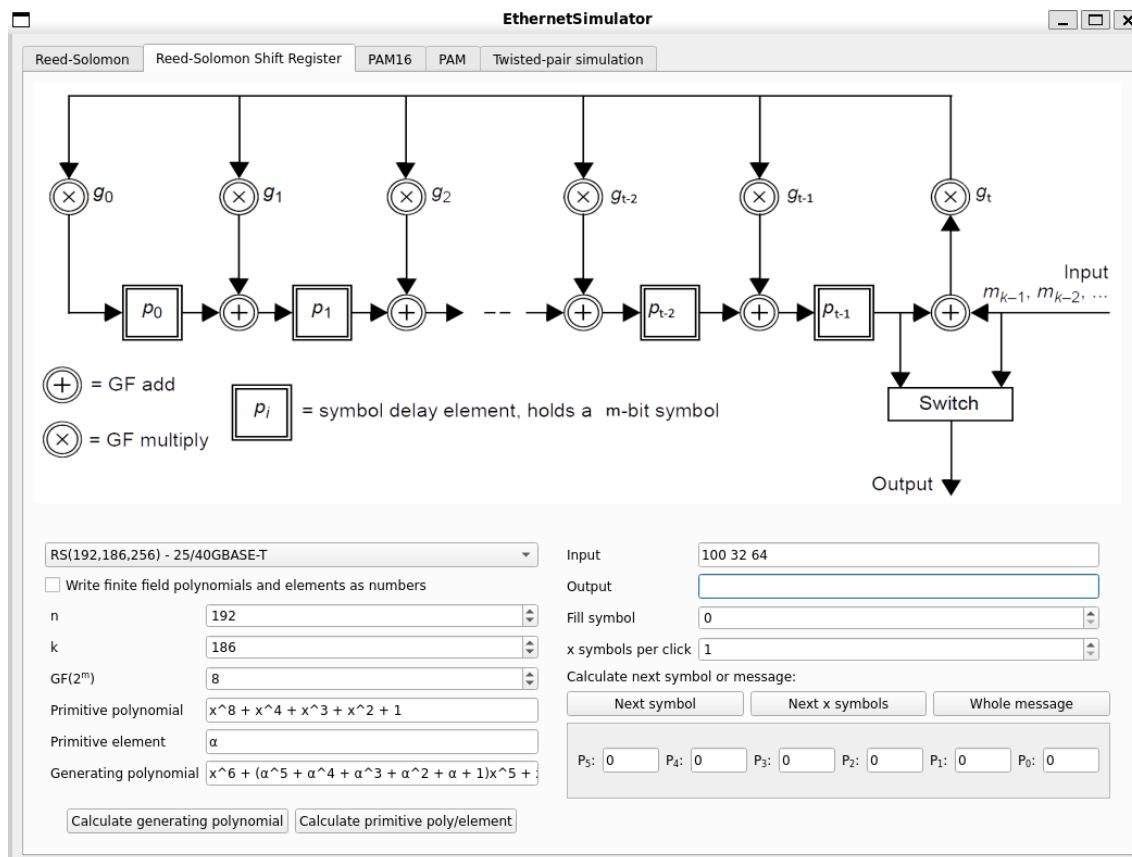 EthernetSimulator
Reed-Solomon Reed-Solomon Shift Register PAM16 PAM Twisted-pair simulation
g0 g1 g2 gt-2 gt-1 gt
Input
mk−1, mk−2, ...
p0 p1 pt-2 pt-1
= GF add
pi = symbol delay element, holds a m-bit symbol
= GF multiply
Switch
Output
RS(192,186,256) - 25/40GBASE-T
Write finite field polynomials and elements as numbers
n 192
k 186
GF(2^m) 8
Primitive polynomial x^8 + x^4 + x^3 + x^2 + 1
Primitive element α
Generating polynomial x^6 + (α^5 + α^4 + α^3 + α^2 + α + 1)x^5 +
Calculate generating polynomial Calculate primitive poly/element
Input 100 32 64
Output
Fill symbol 0
x symbols per click 1
Calculate next symbol or message:
Next symbol Next x symbols Whole message
P5: 0 P4: 0 P3: 0 P2: 0 P1: 0 P0: 0